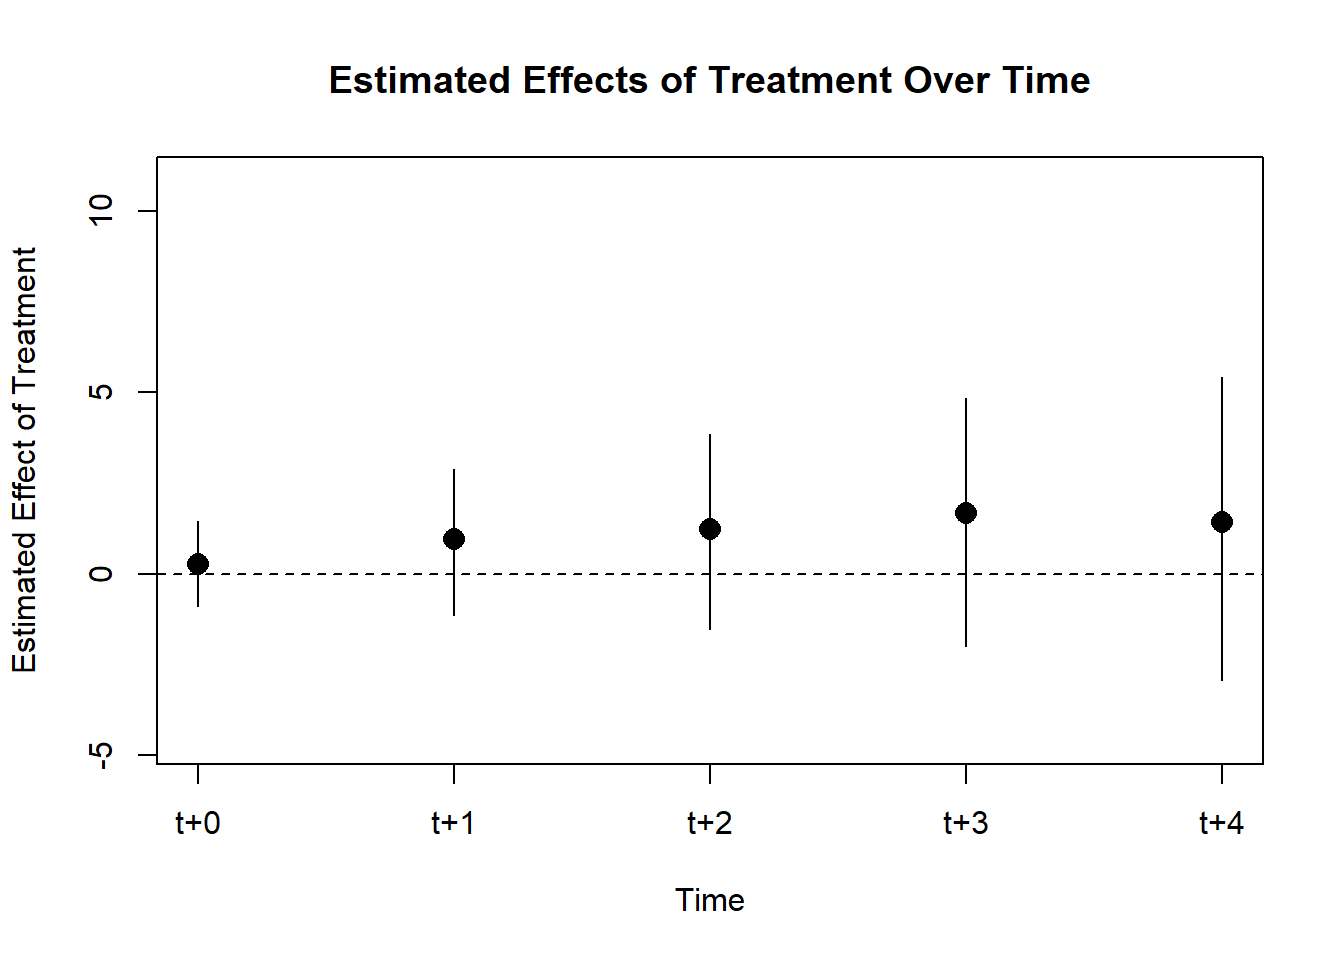 Estimated Effects of Treatment Over Time
Estimated Effect of Treatment
10
5
0
-5
t+0 t+1 t+2 t+3 t+4
Time